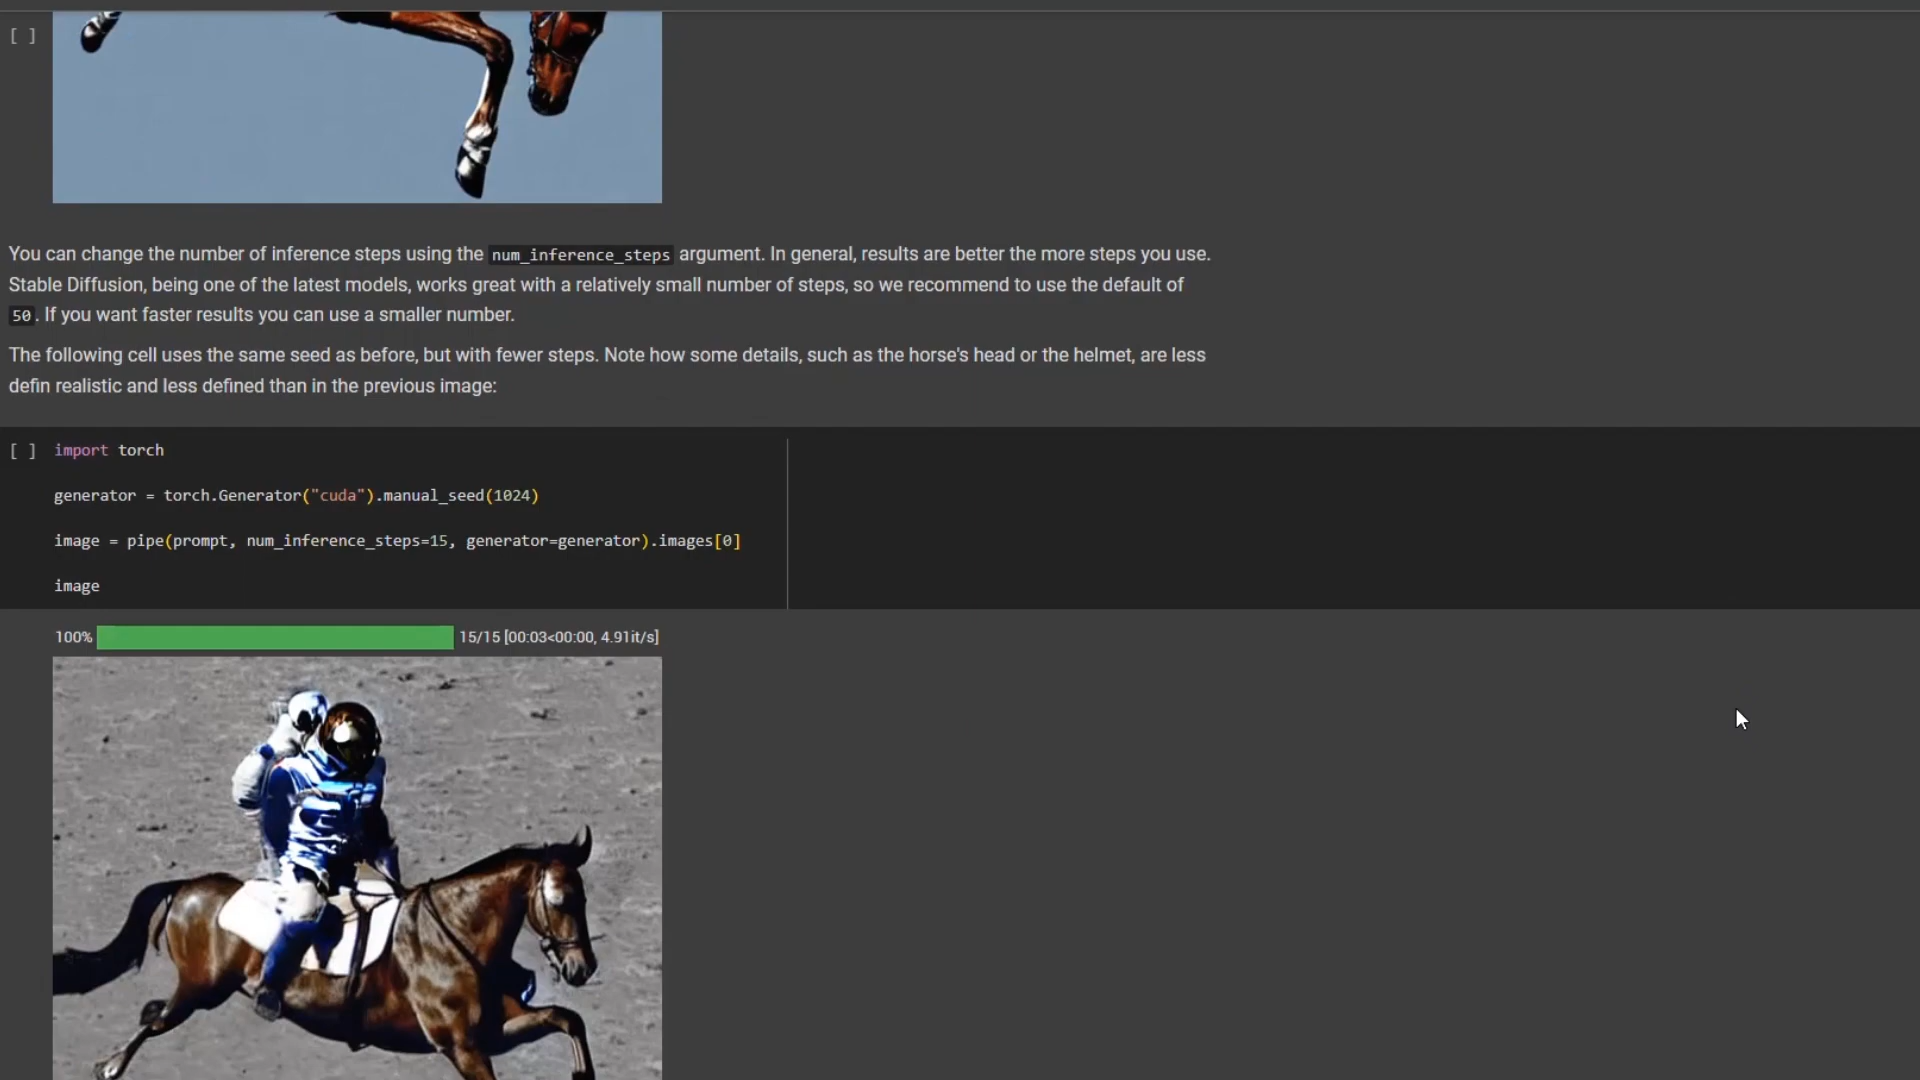 [ ]
You can change the number of inference steps using the num_inference_steps argument. In general, results are better the more steps you use.
Stable Diffusion, being one of the latest models, works great with a relatively small number of steps, so we recommend to use the default of
50. If you want faster results you can use a smaller number.
The following cell uses the same seed as before, but with fewer steps. Note how some details, such as the horse's head or the helmet, are less
defin realistic and less defined than in the previous image:
[ ] import torch
generator = torch.Generator("cuda").manual_seed(1024)
image = pipe(prompt, num_inference_steps=15, generator=generator).images[0]
image
100% 15/15 [00:03<00:00, 4.91it/s]